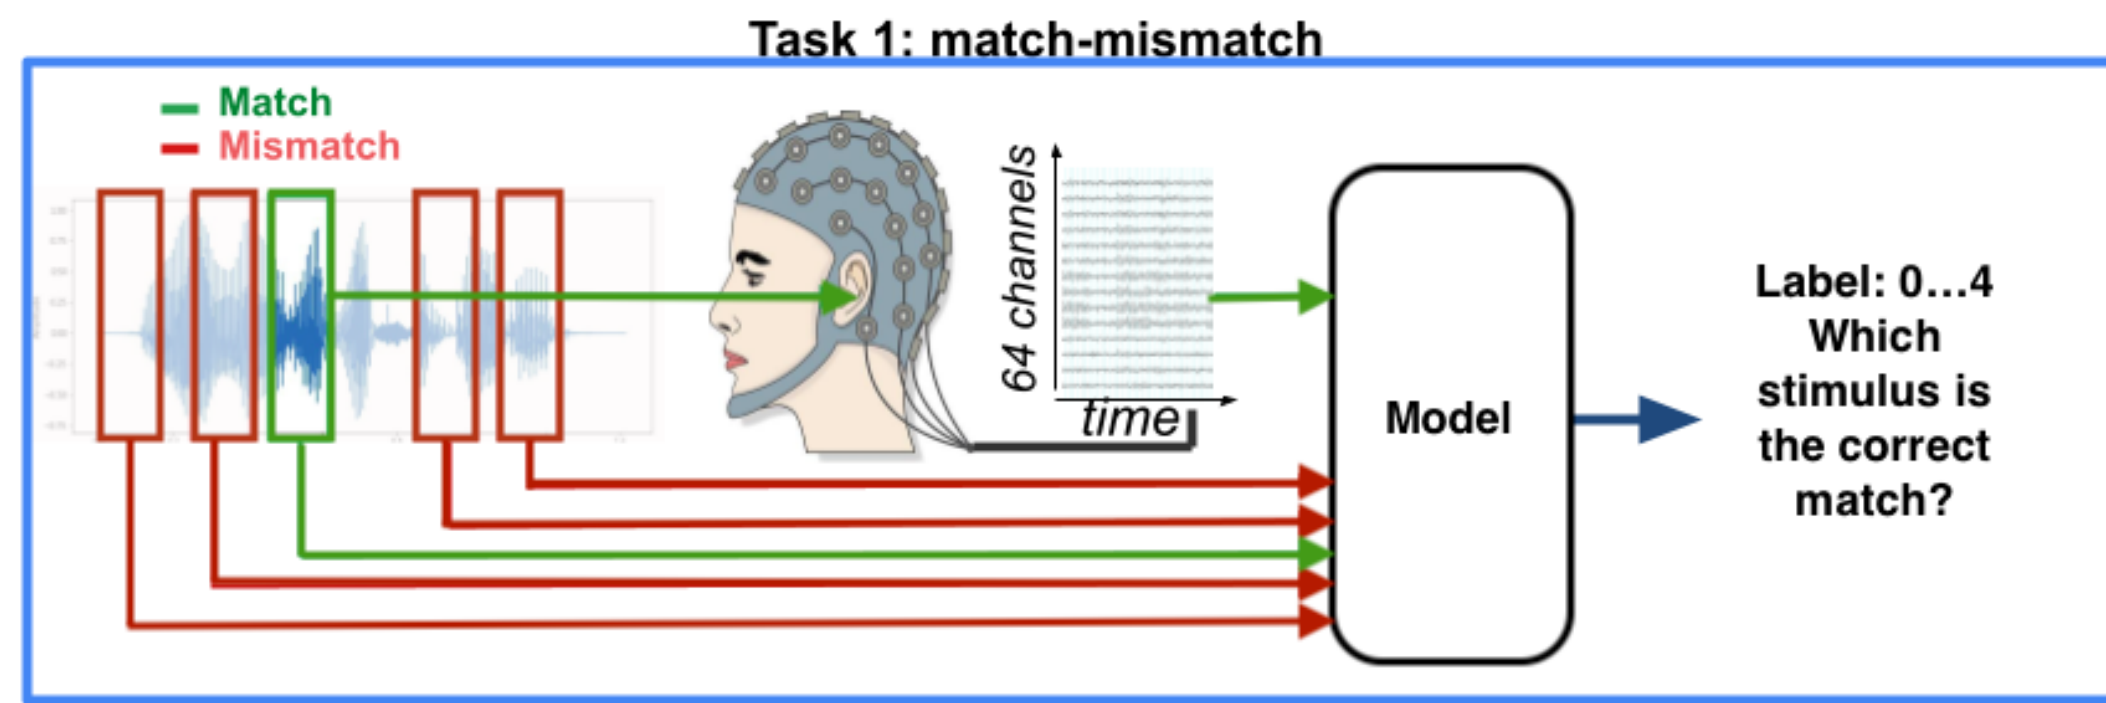 Task 1: match-mismatch
Match
Mismatch
64 channels
time
Model
Label: 0...4
Which
stimulus is
the correct
match?